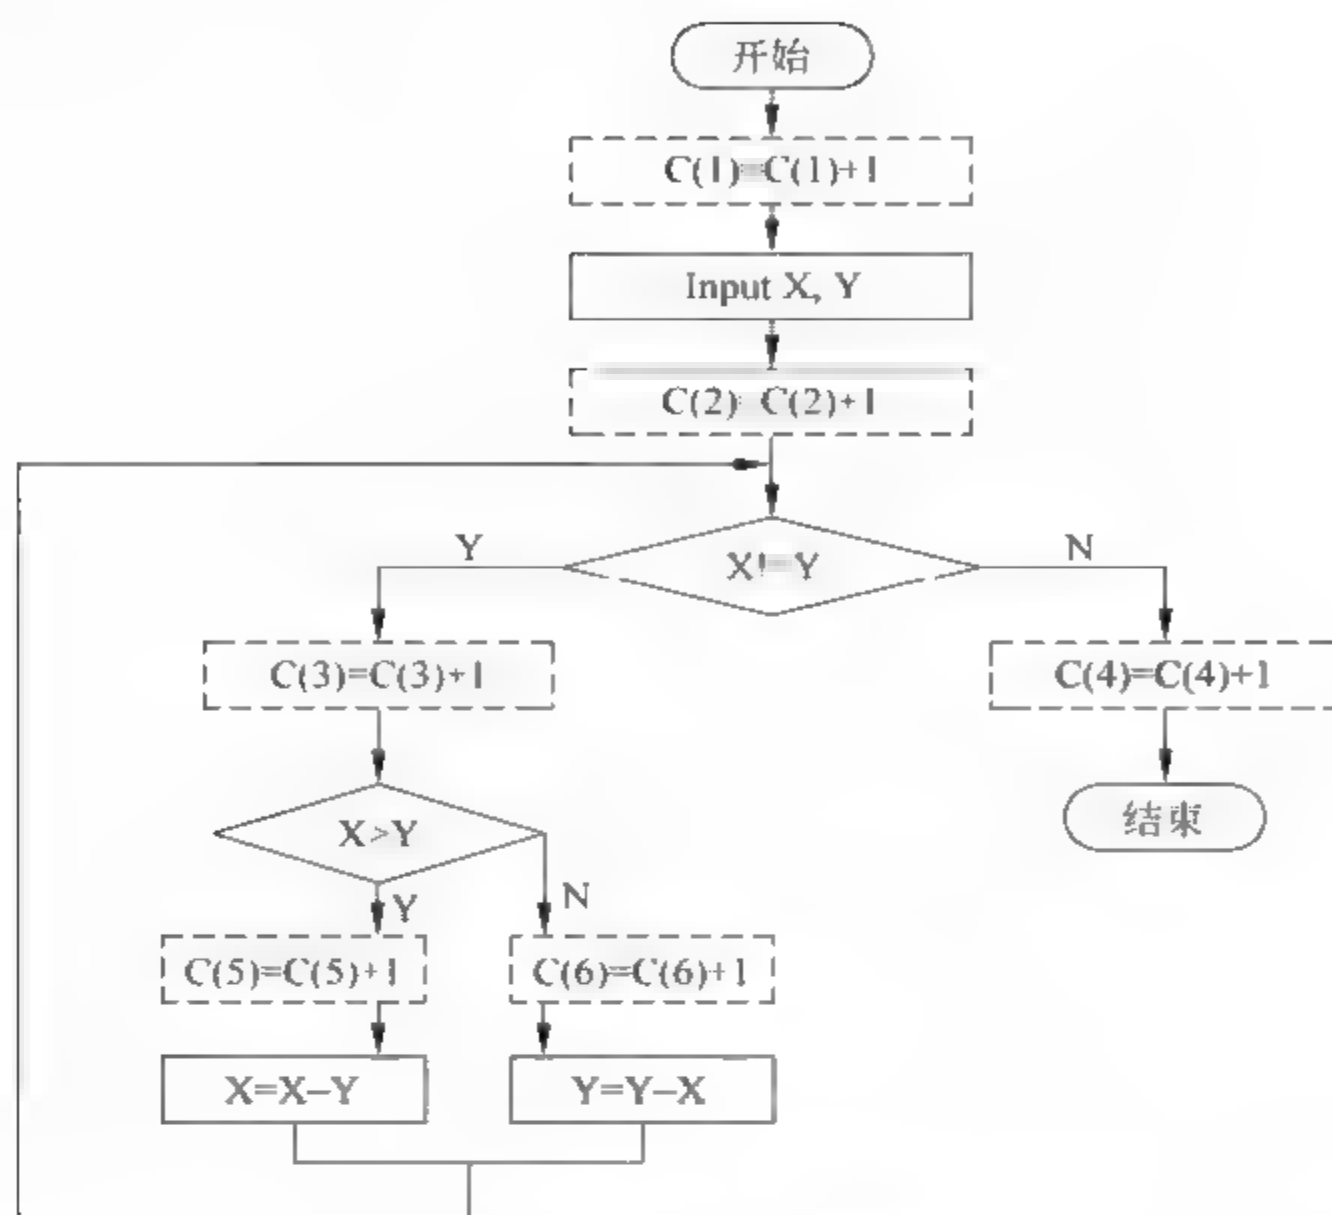 开始
C(1)=C(1)+1
Input X, Y
C(2)=C(2)+1
Y
X!=Y
N
C(3)=C(3)+1
C(4)=C(4)+1
X>Y
结束
Y
N
C(5)=C(5)+1
C(6)=C(6)+1
X=X-Y
Y=Y-X